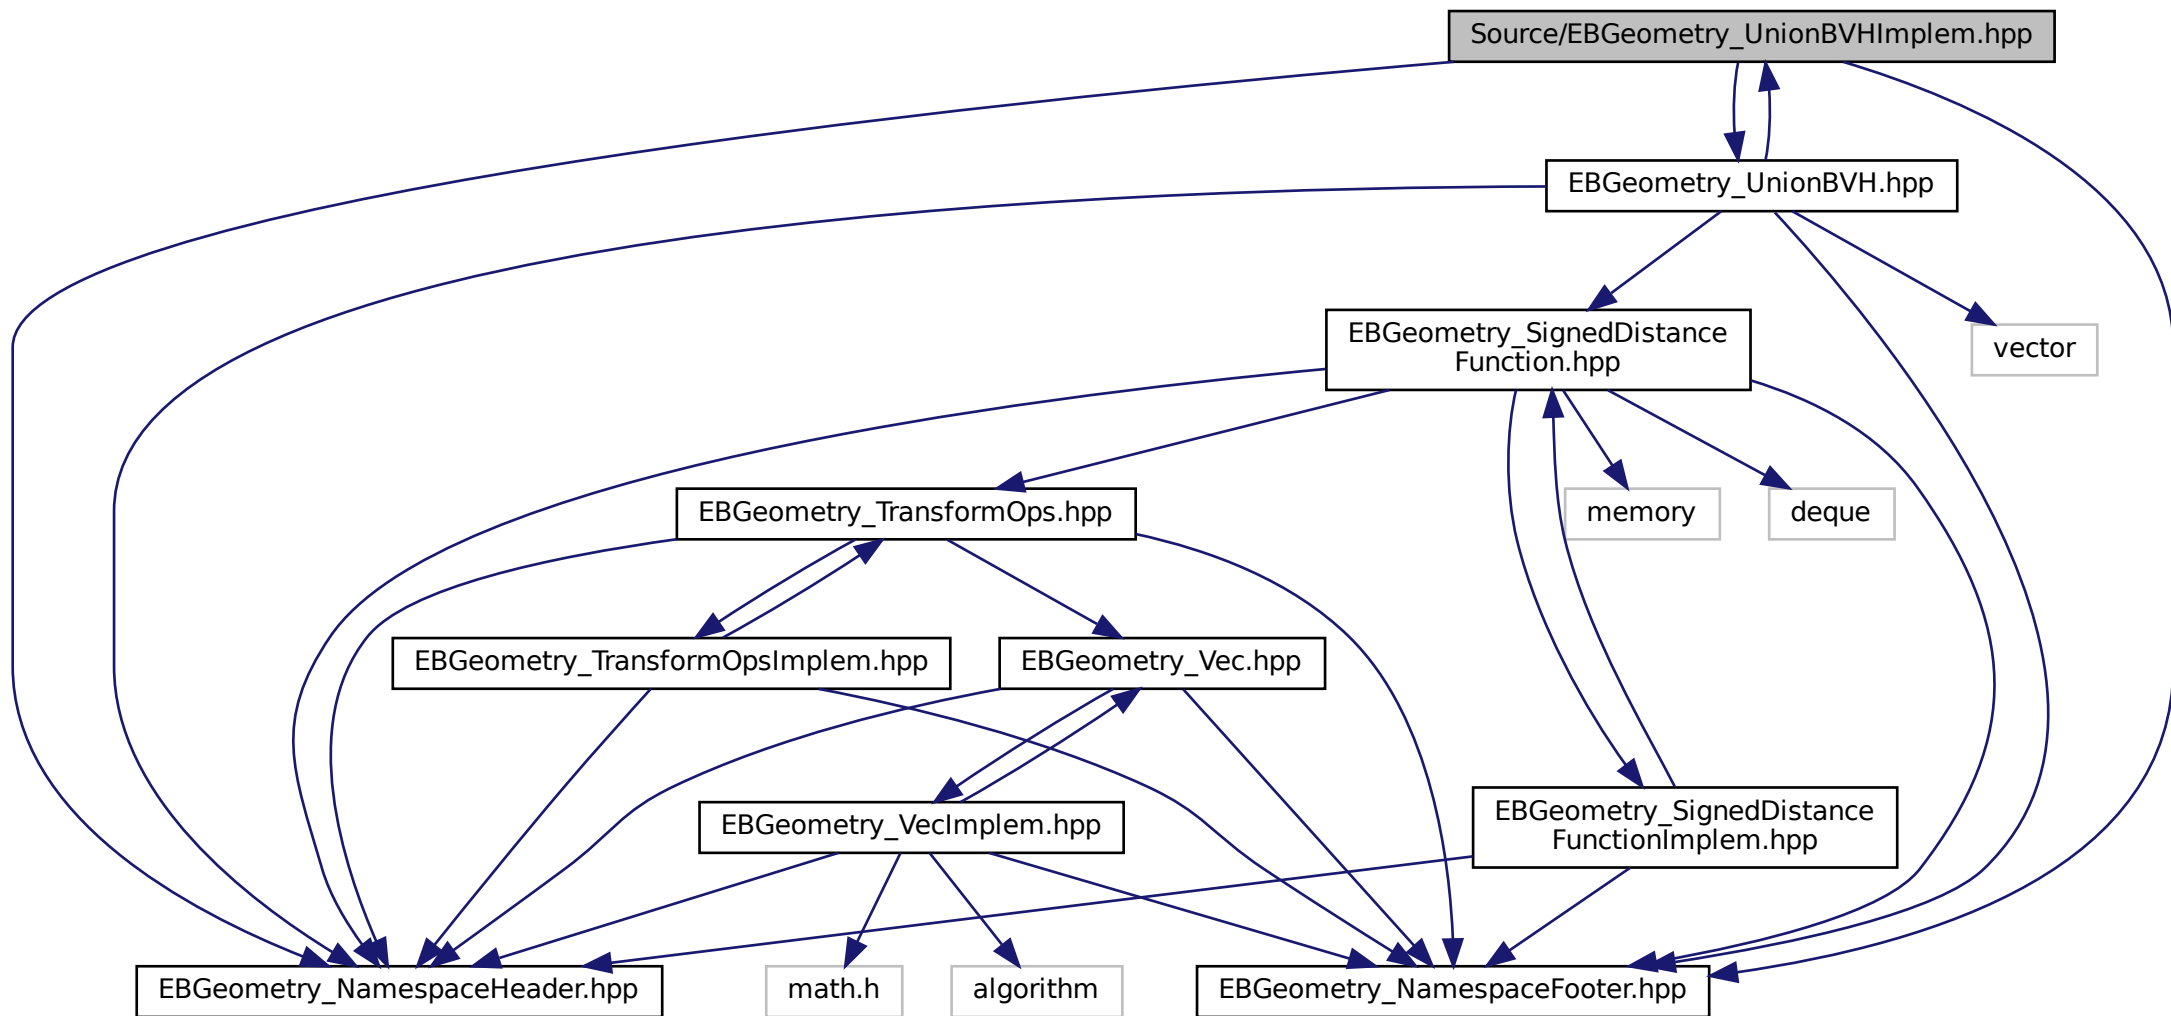 Source/EBGeometry_UnionBVHImplem.hpp
EBGeometry_UnionBVH.hpp
EBGeometry_SignedDistance
Function.hpp
vector
EBGeometry_TransformOps.hpp
memory
deque
EBGeometry_TransformOpsImplem.hpp
EBGeometry_Vec.hpp
EBGeometry_VecImplem.hpp
EBGeometry_SignedDistance
FunctionImplem.hpp
EBGeometry_NamespaceHeader.hpp
math.h
algorithm
EBGeometry_NamespaceFooter.hpp